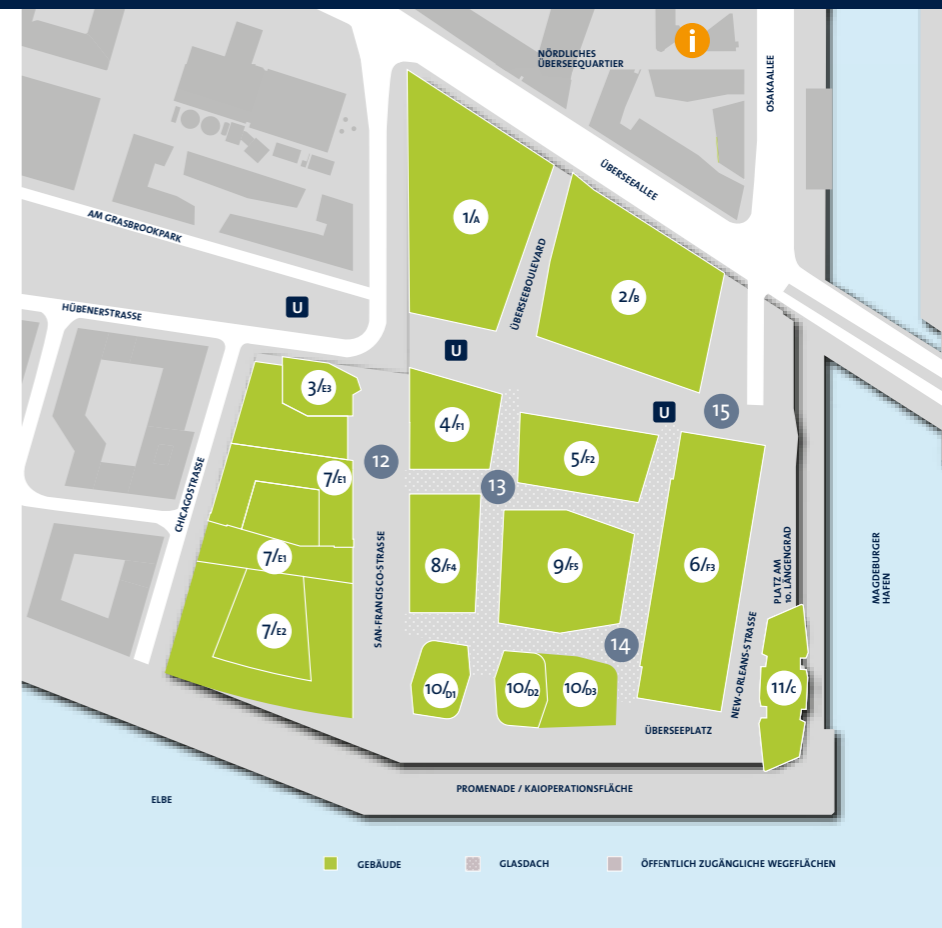 NÖRDLICHES
ÜBERSEEQUARTIER
i
OSAKAALLEE
ÜBERSEEALLEE
AM GRASBROOKPARK
1/A
ÜBERSEEBOULEVARD
2/B
HÜBENERSTRASSE
U
U
3/E3
4/F1
U
15
5/F2
12
7/E1
13
CHICAGOSTRASSE
SAN-FRANCISCO-STRASSE
7/E1
8/F4
9/F5
6/F3
PLATZ AM
10. LÄNGENGRAD
MAGDEBURGER
HAFEN
7/E2
14
10/D1
10/D2
10/D3
NEW-ORLEANS-STRASSE
11/C
ÜBERSEEPLATZ
PROMENADE / KAIOPERATIONSFLÄCHE
ELBE
GEBÄUDE
GLASDACH
ÖFFENTLICH ZUGÄNGLICHE WEGEFLÄCHEN